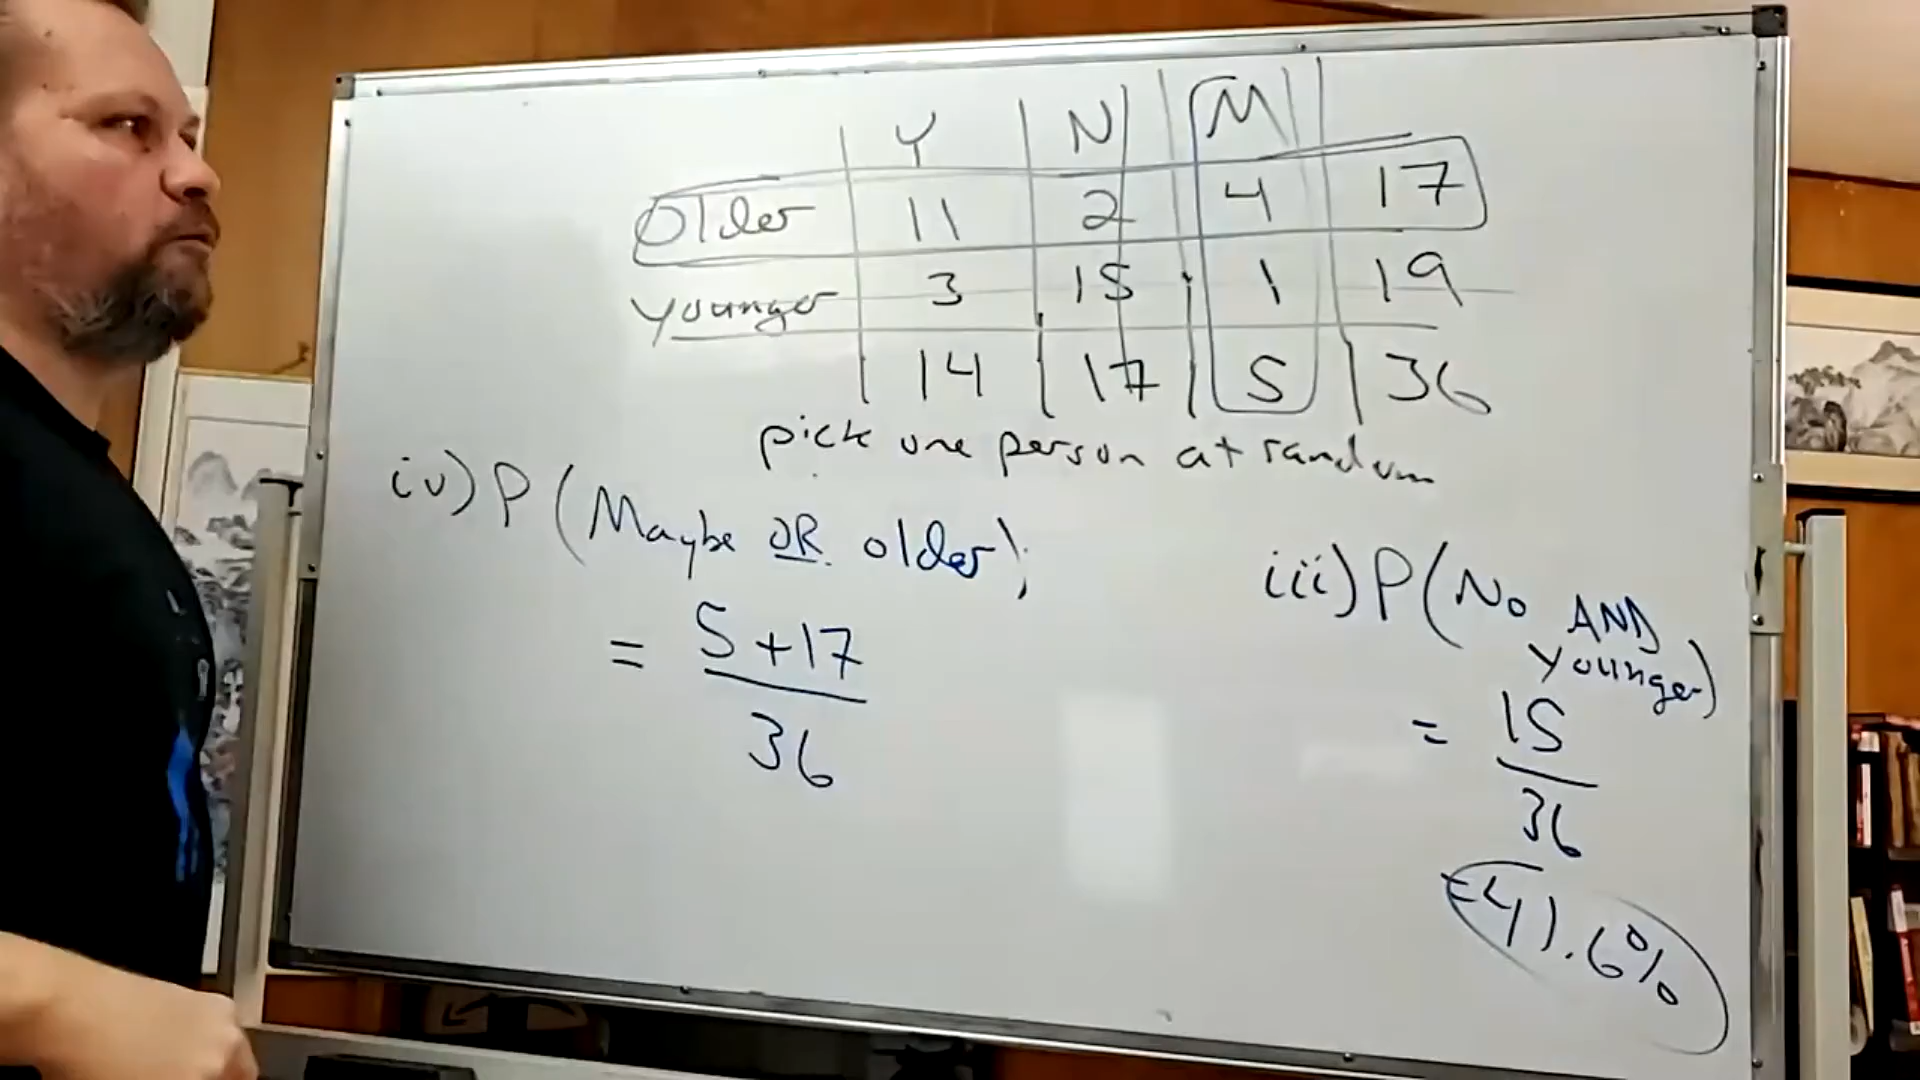 Y N M
Older 11 2 4 17
younger 3 15 1 19
14 17 5 36
pick one person at random
iv) P (Maybe OR older);
= 5+17
36
iii) P (No AND
younger)
= 15
36
=41.6%